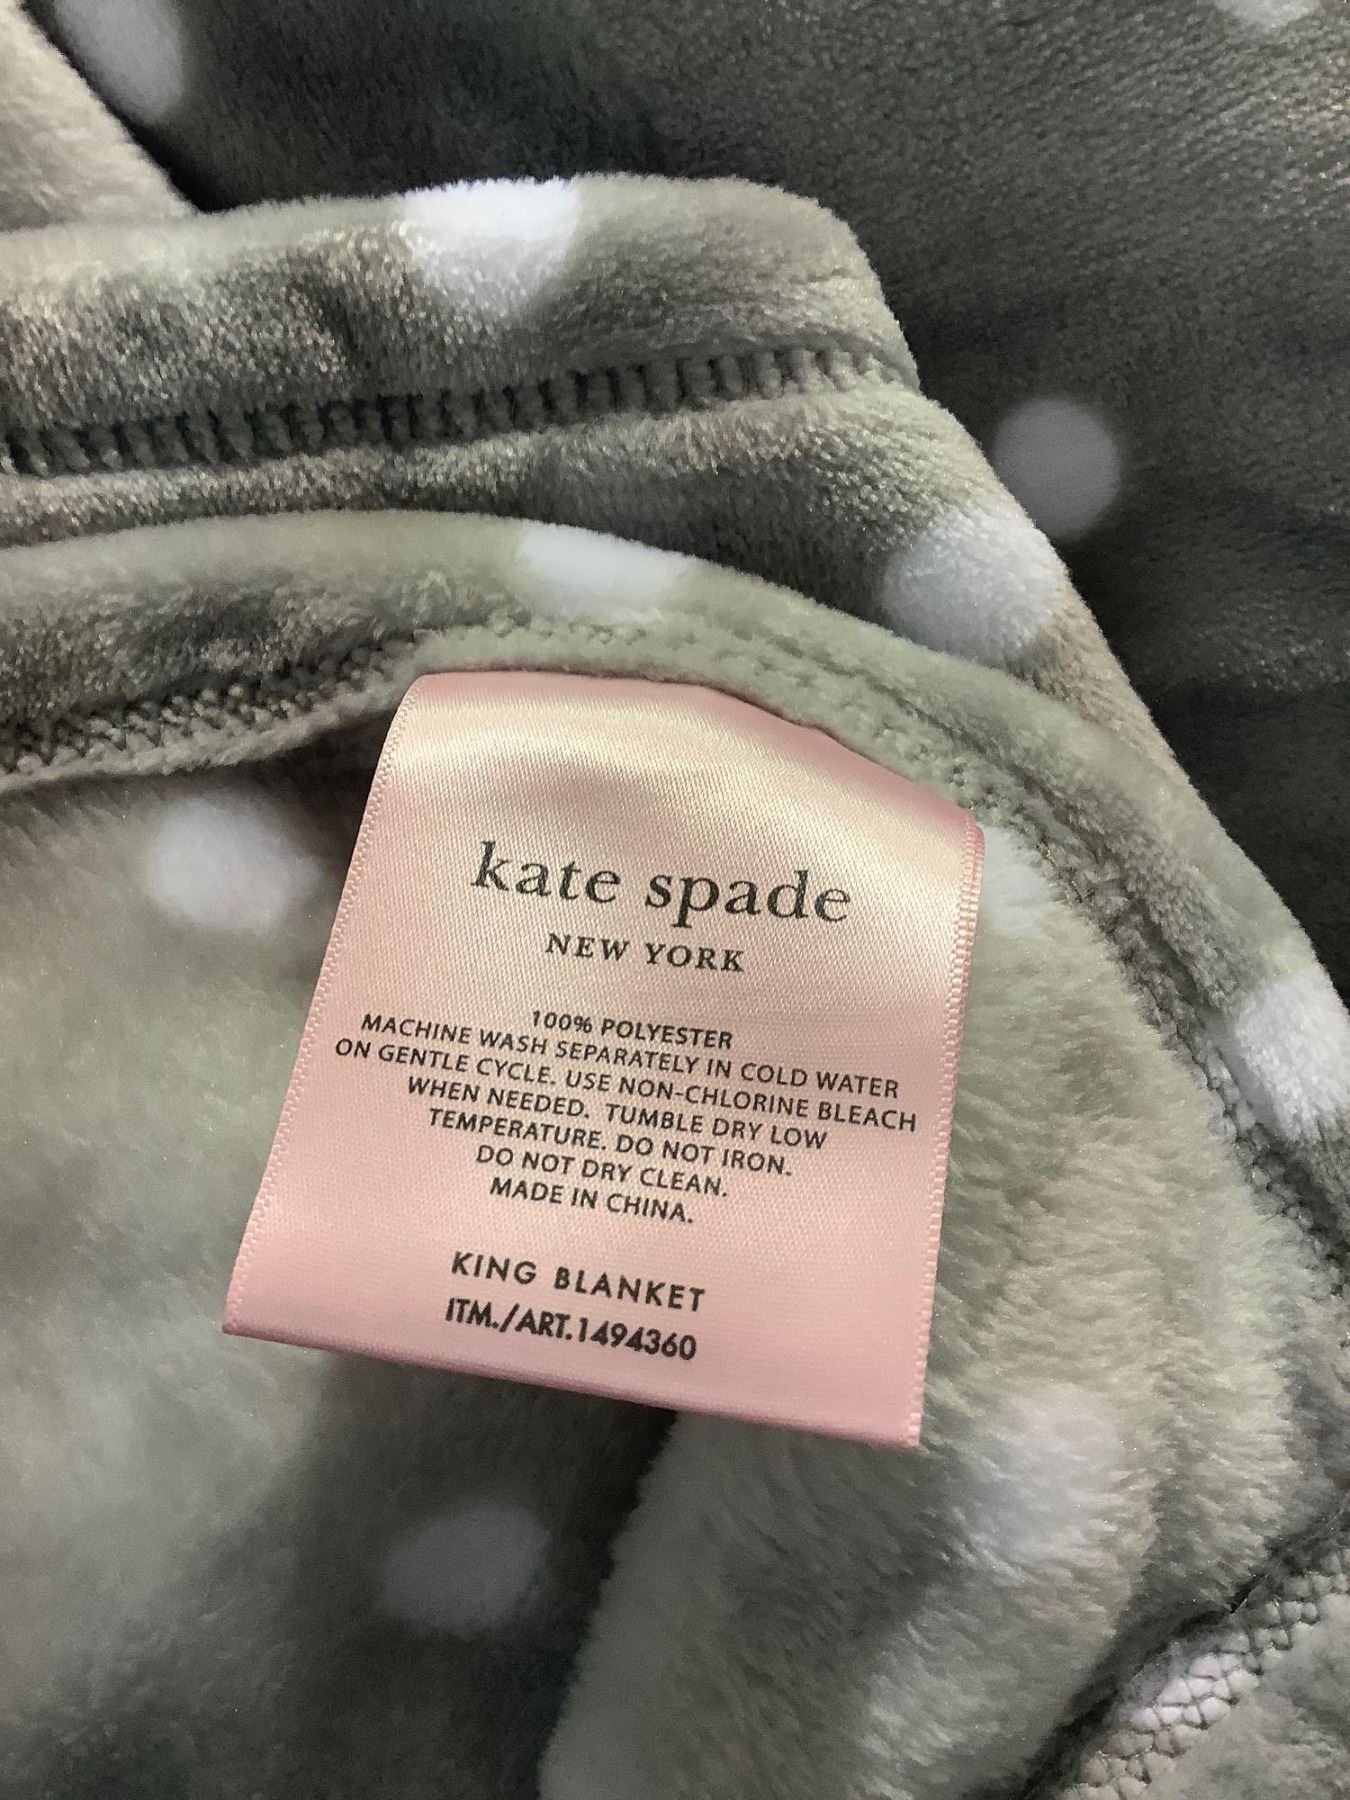 kate spade
NEW YORK
100% POLYESTER
MACHINE WASH SEPARATELY IN COLD WATER
ON GENTLE CYCLE. USE NON-CHLORINE BLEACH
WHEN NEEDED. TUMBLE DRY LOW
TEMPERATURE. DO NOT IRON.
DO NOT DRY CLEAN.
MADE IN CHINA.
KING BLANKET
ITM./ART.1494360